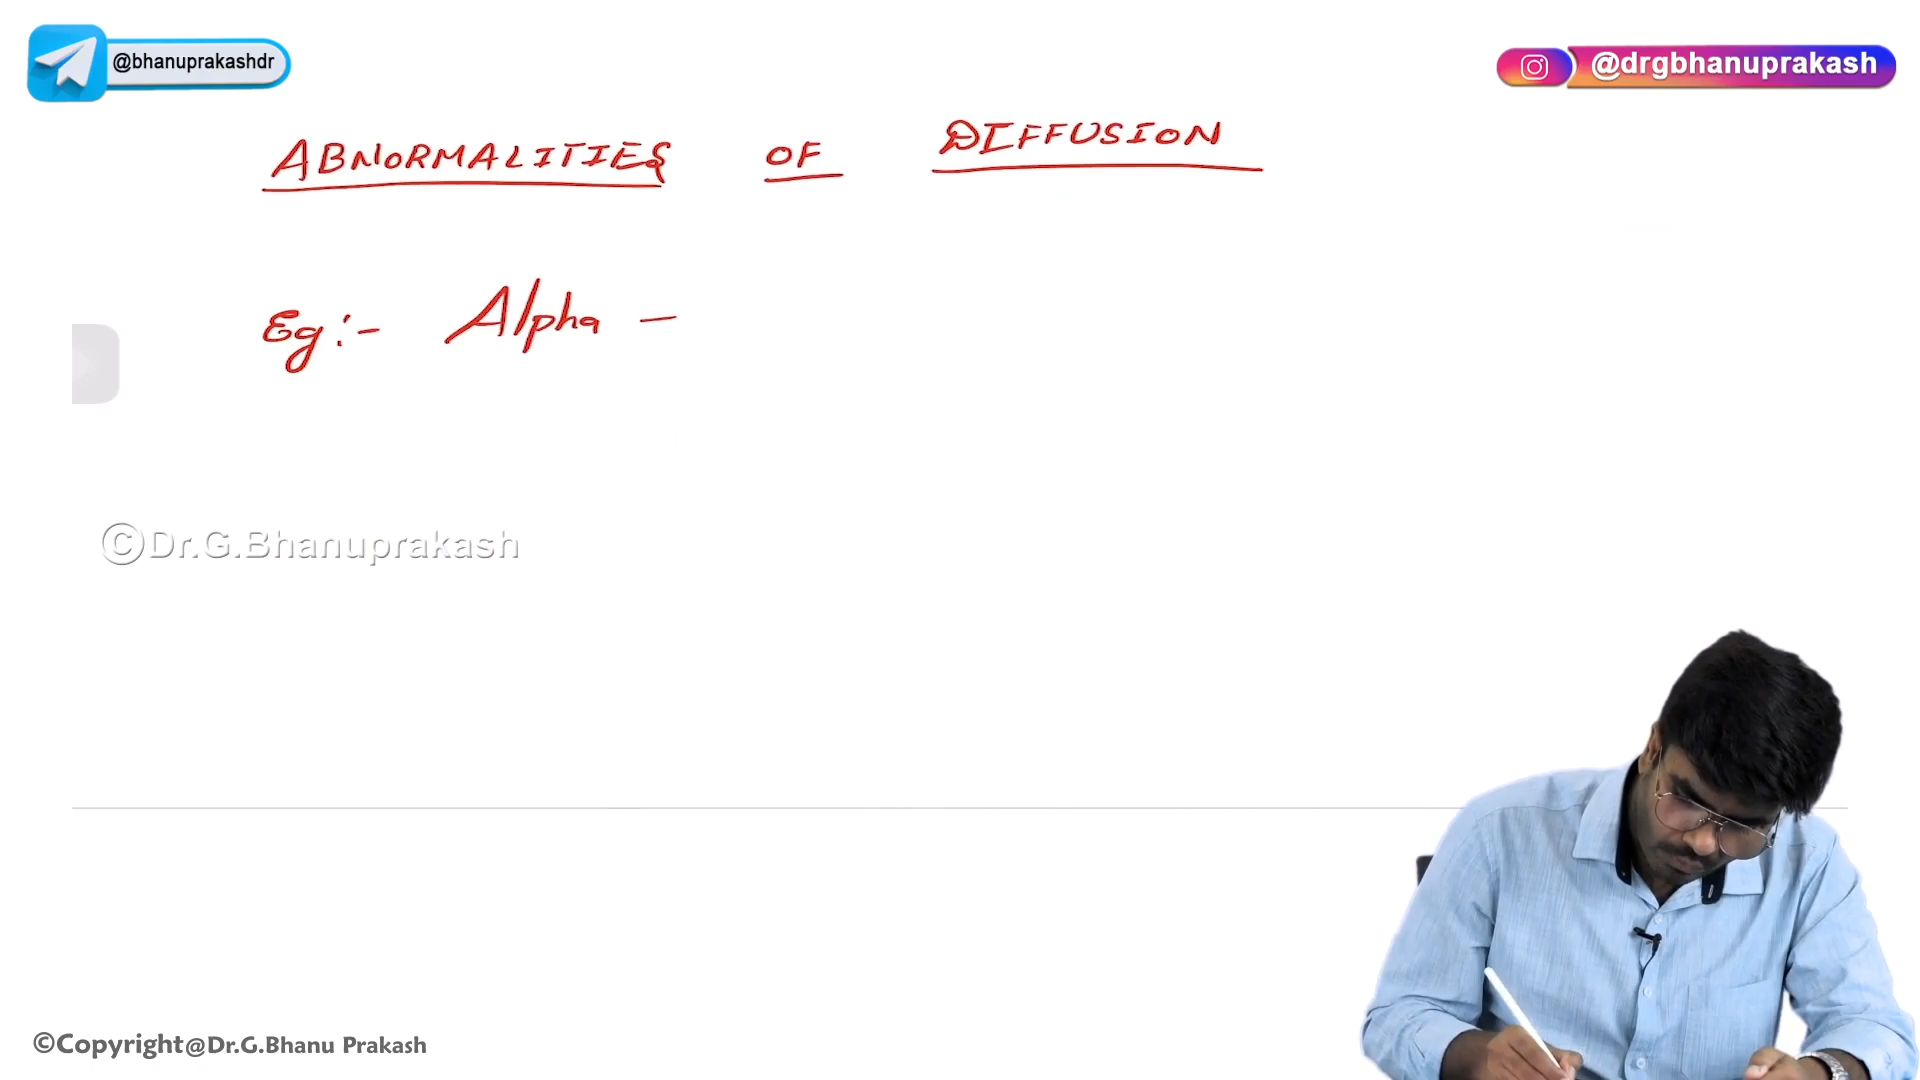 @bhanuprakashdr
@drgbhanuprakash
ABNORMALITIES OF DIFFUSION
Eg:- Alpha -
©Dr.G.Bhanuprakash
©Copyright@Dr.G.Bhanu Prakash